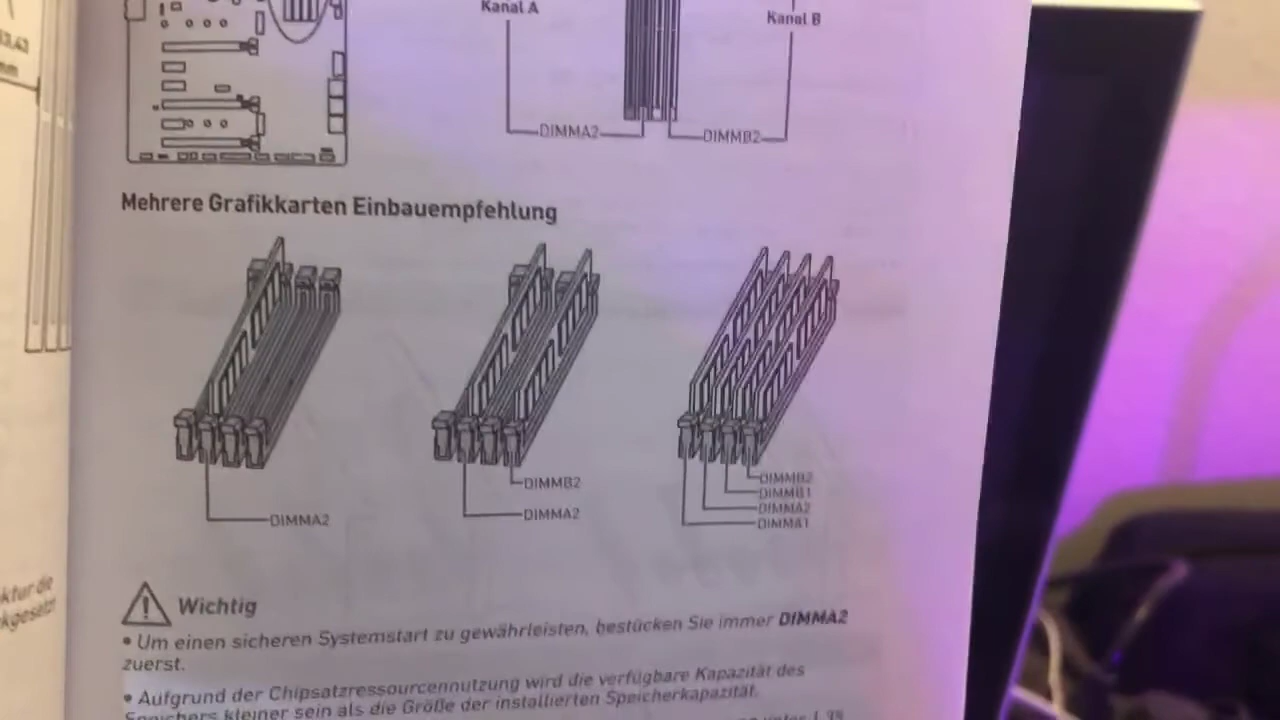 Kanal A
Kanal B
DIMMA2
DIMMB2
Mehrere Grafikkarten Einbauempfehlung
DIMMA2
DIMMB2
DIMMA2
DIMMB2
DIMMB1
DIMMA2
DIMMA1
Wichtig
• Um einen sicheren Systemstart zu gewährleisten, bestücken Sie immer DIMMA2
zuerst.
• Aufgrund der Chipsatzressourcennutzung wird die verfügbare Kapazität des
Speichers kleiner sein als die Größe der installierten Speicherkapazität.